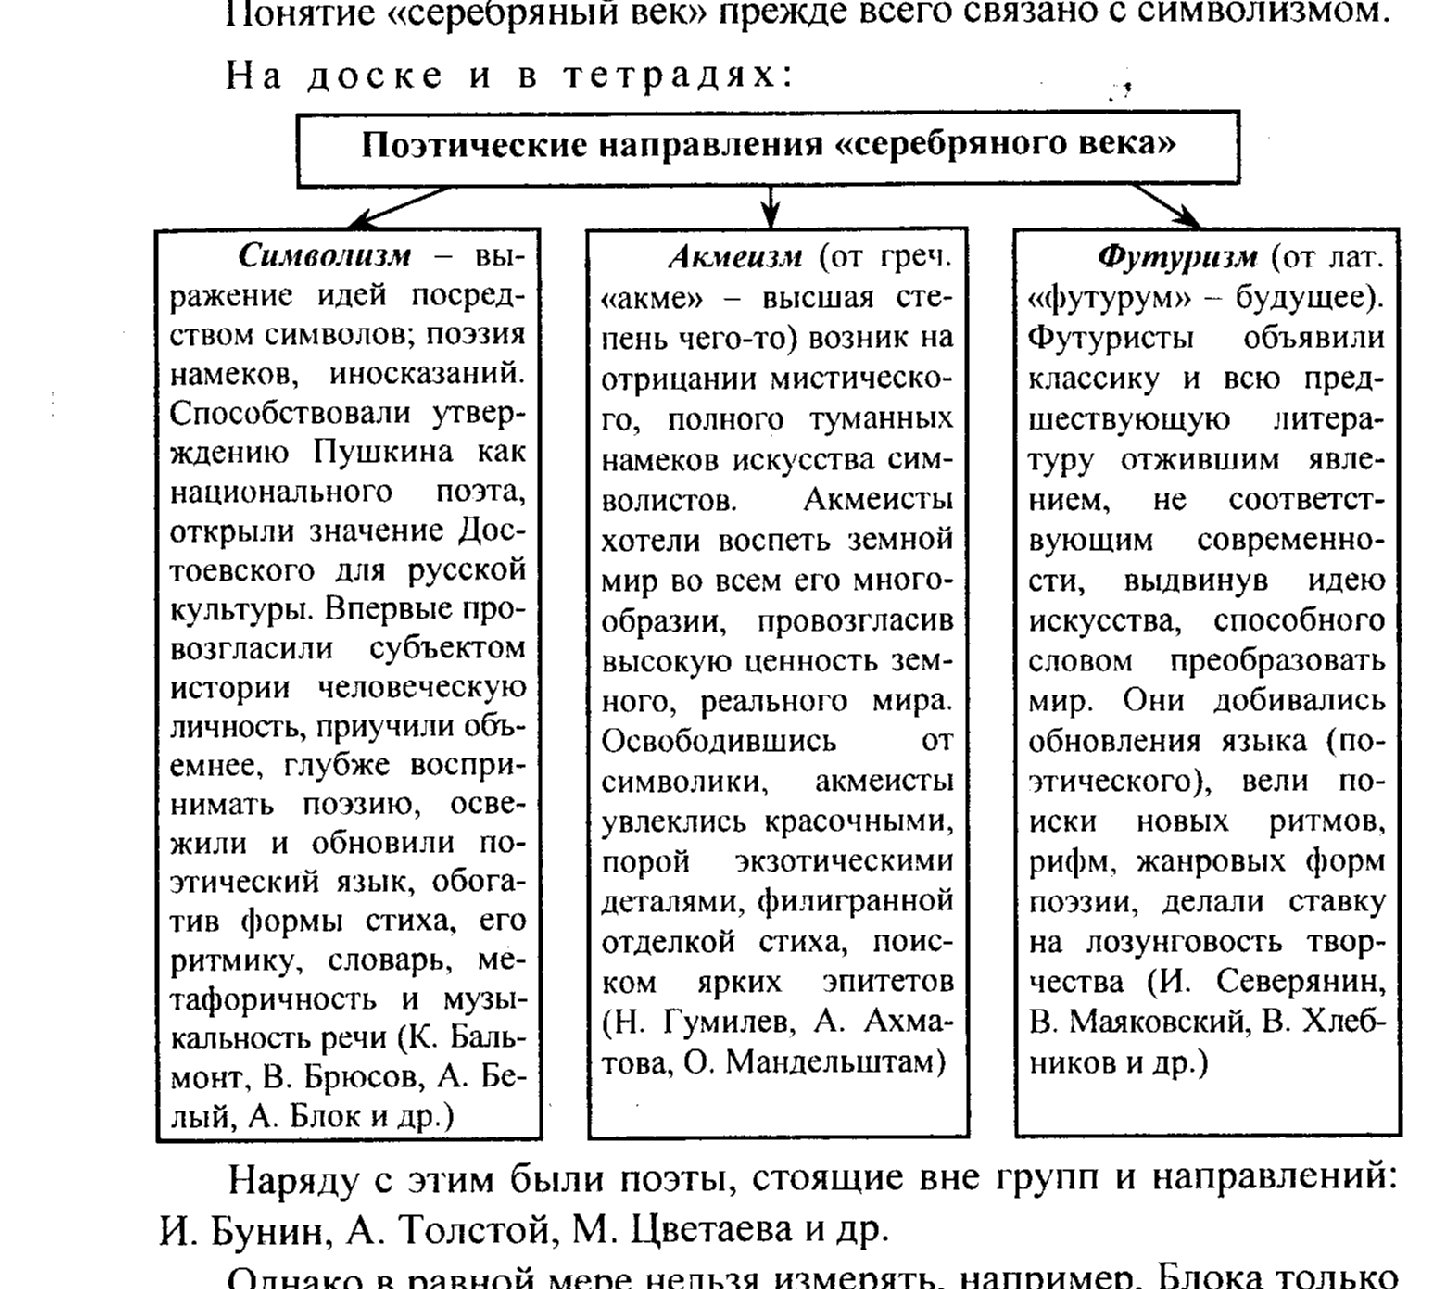 Понятие «серебряный век» прежде всего связано с символизмом.
На доске и в тетрадях:
Поэтические направления «серебряного века»
Символизм – вы-
ражение идей посред-
ством символов; поэзия
намеков, иносказаний.
Способствовали утвер-
ждению Пушкина как
национального поэта,
открыли значение Дос-
тоевского для русской
культуры. Впервые про-
возгласили субъектом
истории человеческую
личность, приучили объ-
емнее, глубже воспри-
нимать поэзию, осве-
жили и обновили по-
этический язык, обога-
тив формы стиха, его
ритмику, словарь, ме-
тафоричность и музы-
кальность речи (К. Баль-
монт, В. Брюсов, А. Бе-
лый, А. Блок и др.)
Акмеизм (от греч.
«акме» – высшая сте-
пень чего-то) возник на
отрицании мистическо-
го, полного туманных
намеков искусства сим-
волистов. Акмеисты
хотели воспеть земной
мир во всем его много-
образии, провозгласив
высокую ценность зем-
ного, реального мира.
Освободившись от
символики, акмеисты
увлеклись красочными,
порой экзотическими
деталями, филигранной
отделкой стиха, поис-
ком ярких эпитетов
(Н. Гумилев, А. Ахма-
това, О. Мандельштам)
Футуризм (от лат.
«футурум» – будущее).
Футуристы объявили
классику и всю пред-
шествующую литера-
туру отжившим явле-
нием, не соответст-
вующим современно-
сти, выдвинув идею
искусства, способного
словом преобразовать
мир. Они добивались
обновления языка (по-
этического), вели по-
иски новых ритмов,
рифм, жанровых форм
поэзии, делали ставку
на лозунговость твор-
чества (И. Северянин,
В. Маяковский, В. Хлеб-
ников и др.)
Наряду с этим были поэты, стоящие вне групп и направлений:
И. Бунин, А. Толстой, М. Цветаева и др.
Однако в равной мере нельзя измерять, например, Блока только